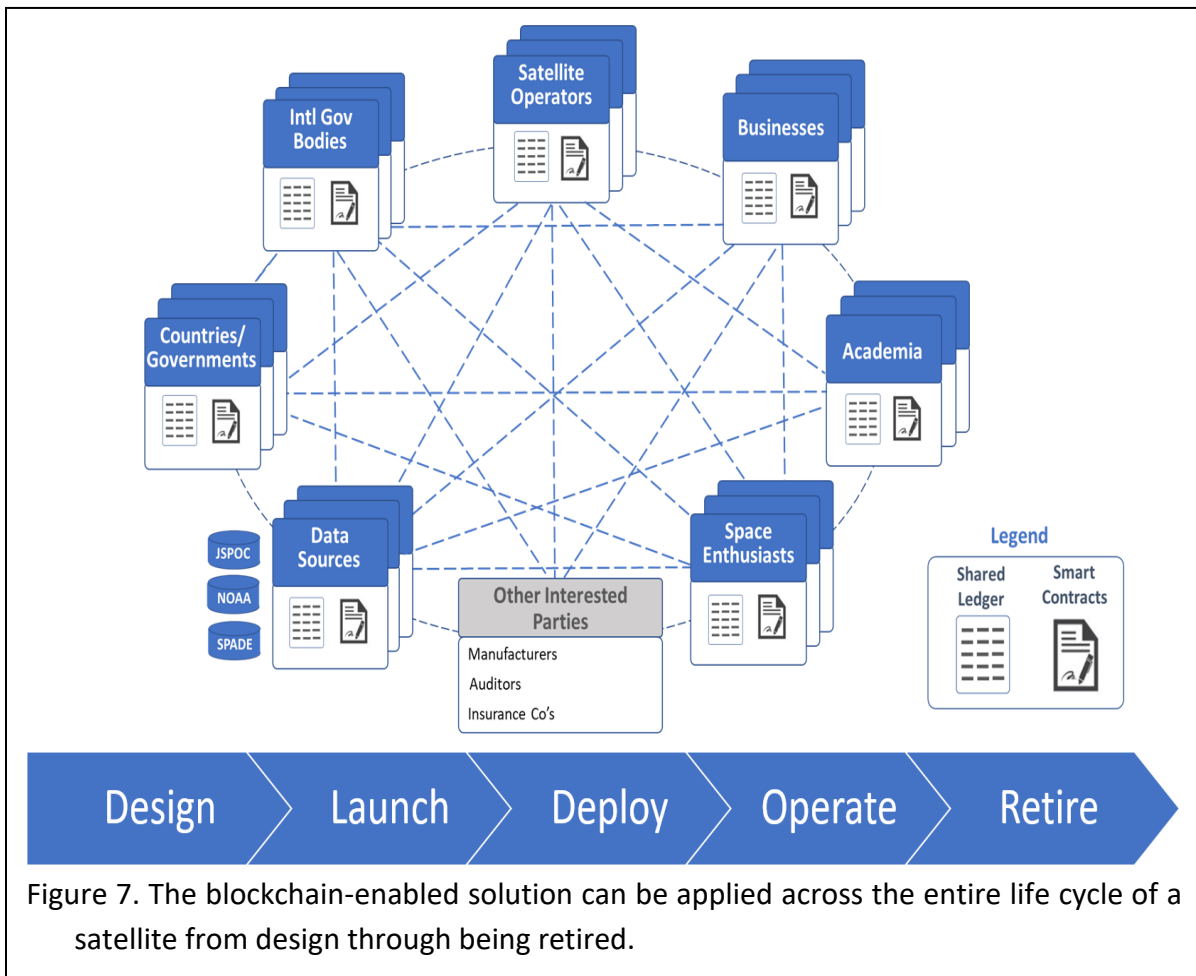 Satellite
Operators
Intl Gov
Bodies
Businesses
Countries/
Governments
Academia
Data
Sources
Space
Enthusiasts
JSPOC
NOAA
SPADE
Other Interested
Parties
Manufacturers
Auditors
Insurance Co's
Legend
Shared
Ledger
Smart
Contracts
Design
Launch
Deploy
Operate
Retire
Figure 7. The blockchain-enabled solution can be applied across the entire life cycle of a
satellite from design through being retired.